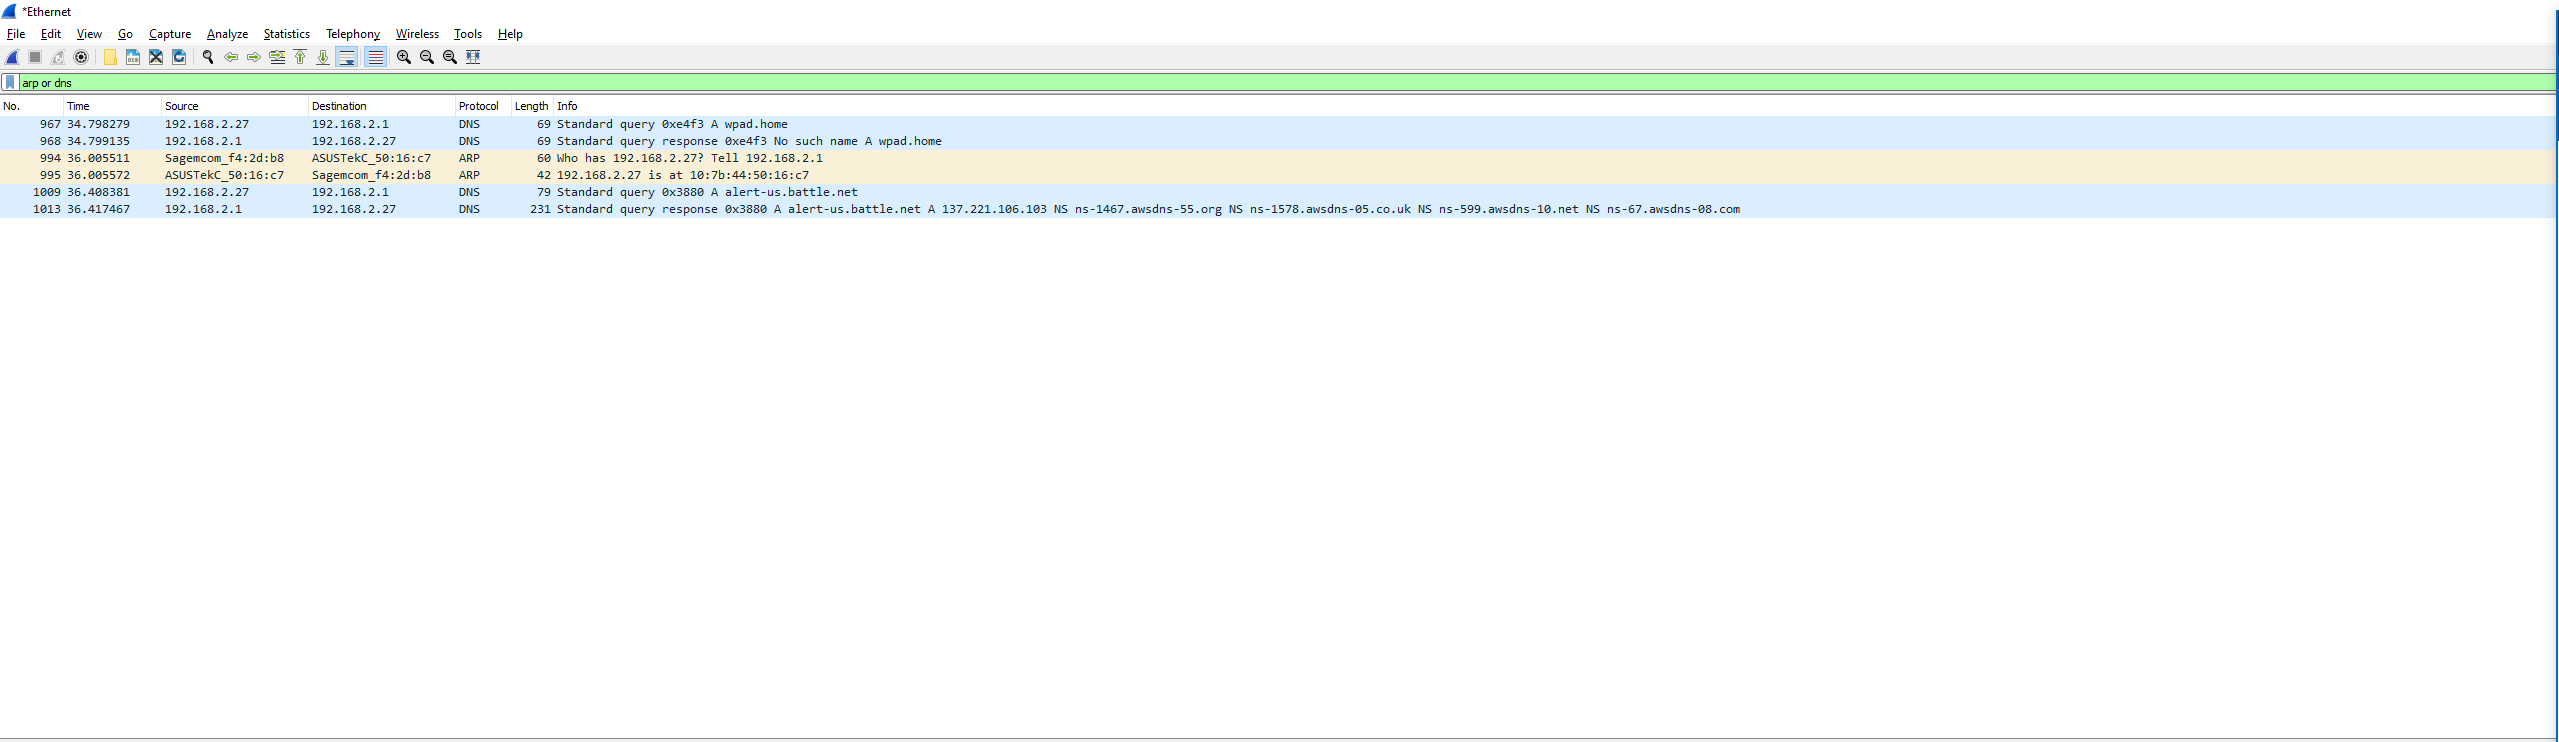 *Ethernet
File Edit View Go Capture Analyze Statistics Telephony Wireless Tools Help
arp or dns
No. Time Source Destination Protocol Length Info
967 34.798279 192.168.2.27 192.168.2.1 DNS 69 Standard query 0xe4f3 A wpad.home
968 34.799135 192.168.2.1 192.168.2.27 DNS 69 Standard query response 0xe4f3 No such name A wpad.home
994 36.005511 Sagemcom_f4:2d:b8 ASUSTekC_50:16:c7 ARP 60 Who has 192.168.2.27? Tell 192.168.2.1
995 36.005572 ASUSTekC_50:16:c7 Sagemcom_f4:2d:b8 ARP 42 192.168.2.27 is at 10:7b:44:50:16:c7
1009 36.408381 192.168.2.27 192.168.2.1 DNS 79 Standard query 0x3880 A alert-us.battle.net
1013 36.417467 192.168.2.1 192.168.2.27 DNS 231 Standard query response 0x3880 A alert-us.battle.net A 137.221.106.103 NS ns-1467.awsdns-55.org NS ns-1578.awsdns-05.co.uk NS ns-599.awsdns-10.net NS ns-67.awsdns-08.com